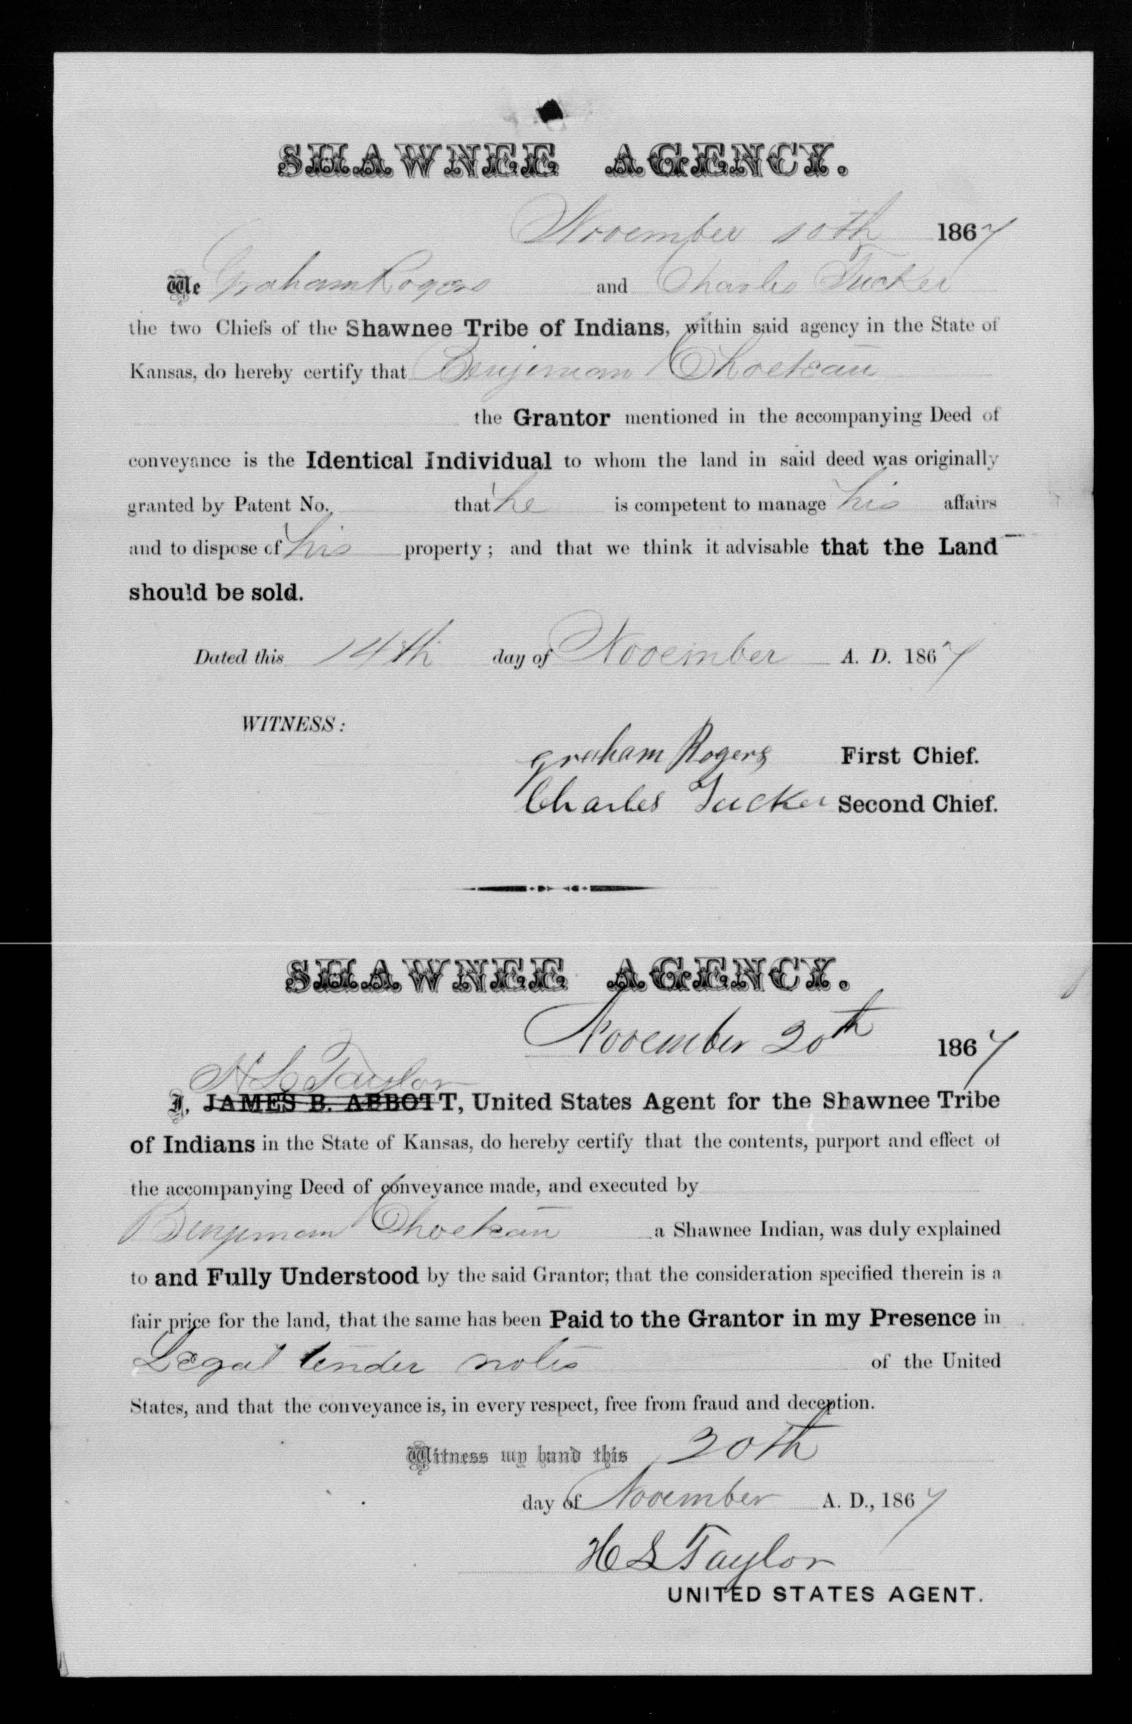 SHAWNEE AGENCY.
November 10th 1867
We Graham Rogers and Charles Tucker
the two Chiefs of the Shawnee Tribe of Indians, within said agency in the State of
Kansas, do hereby certify that Benjimam Choeteau
the Grantor mentioned in the accompanying Deed of
conveyance is the Identical Individual to whom the land in said deed was originally
granted by Patent No. that he is competent to manage his affairs
and to dispose of his property; and that we think it advisable that the Land
should be sold.
Dated this 14th day of November A. D. 1867
WITNESS:
Graham Rogers First Chief.
Charles Tucker Second Chief.
SHAWNEE AGENCY.
November 20th 1867
H L Taylor
I, JAMES B. ABBOTT, United States Agent for the Shawnee Tribe
of Indians in the State of Kansas, do hereby certify that the contents, purport and effect of
the accompanying Deed of conveyance made, and executed by
Benjimam Choeteau a Shawnee Indian, was duly explained
to and Fully Understood by the said Grantor; that the consideration specified therein is a
fair price for the land, that the same has been Paid to the Grantor in my Presence in
Legal tender notes of the United
States, and that the conveyance is, in every respect, free from fraud and deception.
Witness my hand this 20th
day of November A. D., 1867
H L Taylor
UNITED STATES AGENT.